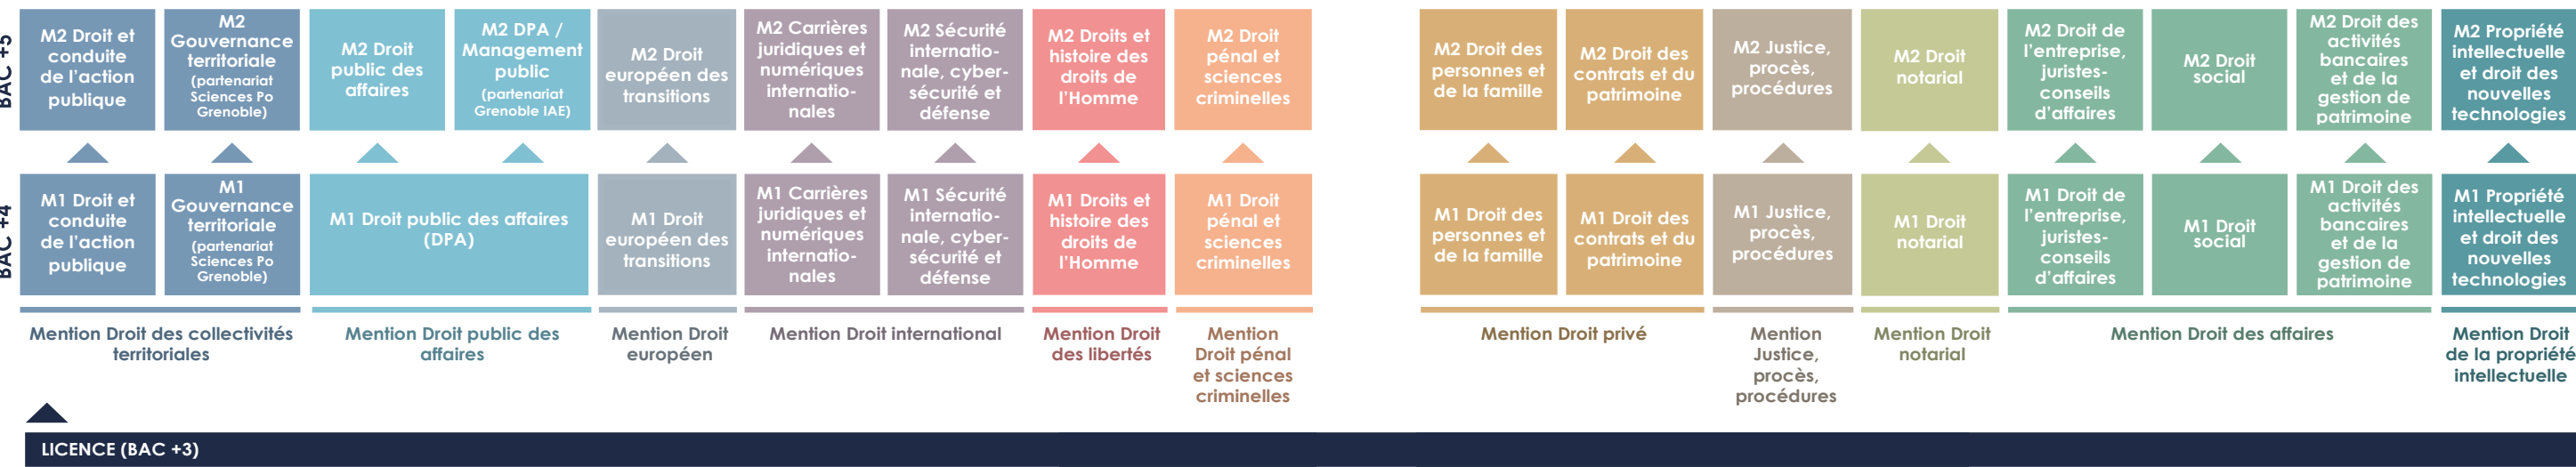 BAC +5
M2 Droit et
conduite
de l’action
publique
M2
Gouvernance
territoriale
(partenariat
Sciences Po
Grenoble)
M2 Droit
public des
affaires
M2 DPA /
Management
public
(partenariat
Grenoble IAE)
M2 Droit
européen des
transitions
M2 Carrières
juridiques et
numériques
internatio-
nales
M2 Sécurité
internatio-
nale, cyber-
sécurité et
défense
M2 Droits et
histoire des
droits de
l’Homme
M2 Droit
pénal et
sciences
criminelles
M2 Droit des
personnes et
de la famille
M2 Droit des
contrats et du
patrimoine
M2 Justice,
procès,
procédures
M2 Droit
notarial
M2 Droit de
l’entreprise,
juristes-
conseils
d’affaires
M2 Droit
social
M2 Droit des
activités
bancaires
et de la
gestion de
patrimoine
M2 Propriété
intellectuelle
et droit des
nouvelles
technologies
BAC +4
M1 Droit et
conduite
de l’action
publique
M1
Gouvernance
territoriale
(partenariat
Sciences Po
Grenoble)
M1 Droit public des affaires
(DPA)
M1 Droit
européen des
transitions
M1 Carrières
juridiques et
numériques
internatio-
nales
M1 Sécurité
internatio-
nale, cyber-
sécurité et
défense
M1 Droits et
histoire des
droits de
l’Homme
M1 Droit
pénal et
sciences
criminelles
M1 Droit des
personnes et
de la famille
M1 Droit des
contrats et du
patrimoine
M1 Justice,
procès,
procédures
M1 Droit
notarial
M1 Droit de
l’entreprise,
juristes-
conseils
d’affaires
M1 Droit
social
M1 Droit des
activités
bancaires
et de la
gestion de
patrimoine
M1 Propriété
intellectuelle
et droit des
nouvelles
technologies
Mention Droit des collectivités
territoriales
Mention Droit public des
affaires
Mention Droit
européen
Mention Droit international
Mention Droit
des libertés
Mention
Droit pénal
et sciences
criminelles
Mention Droit privé
Mention
Justice,
procès,
procédures
Mention Droit
notarial
Mention Droit des affaires
Mention Droit
de la propriété
intellectuelle
LICENCE (BAC +3)